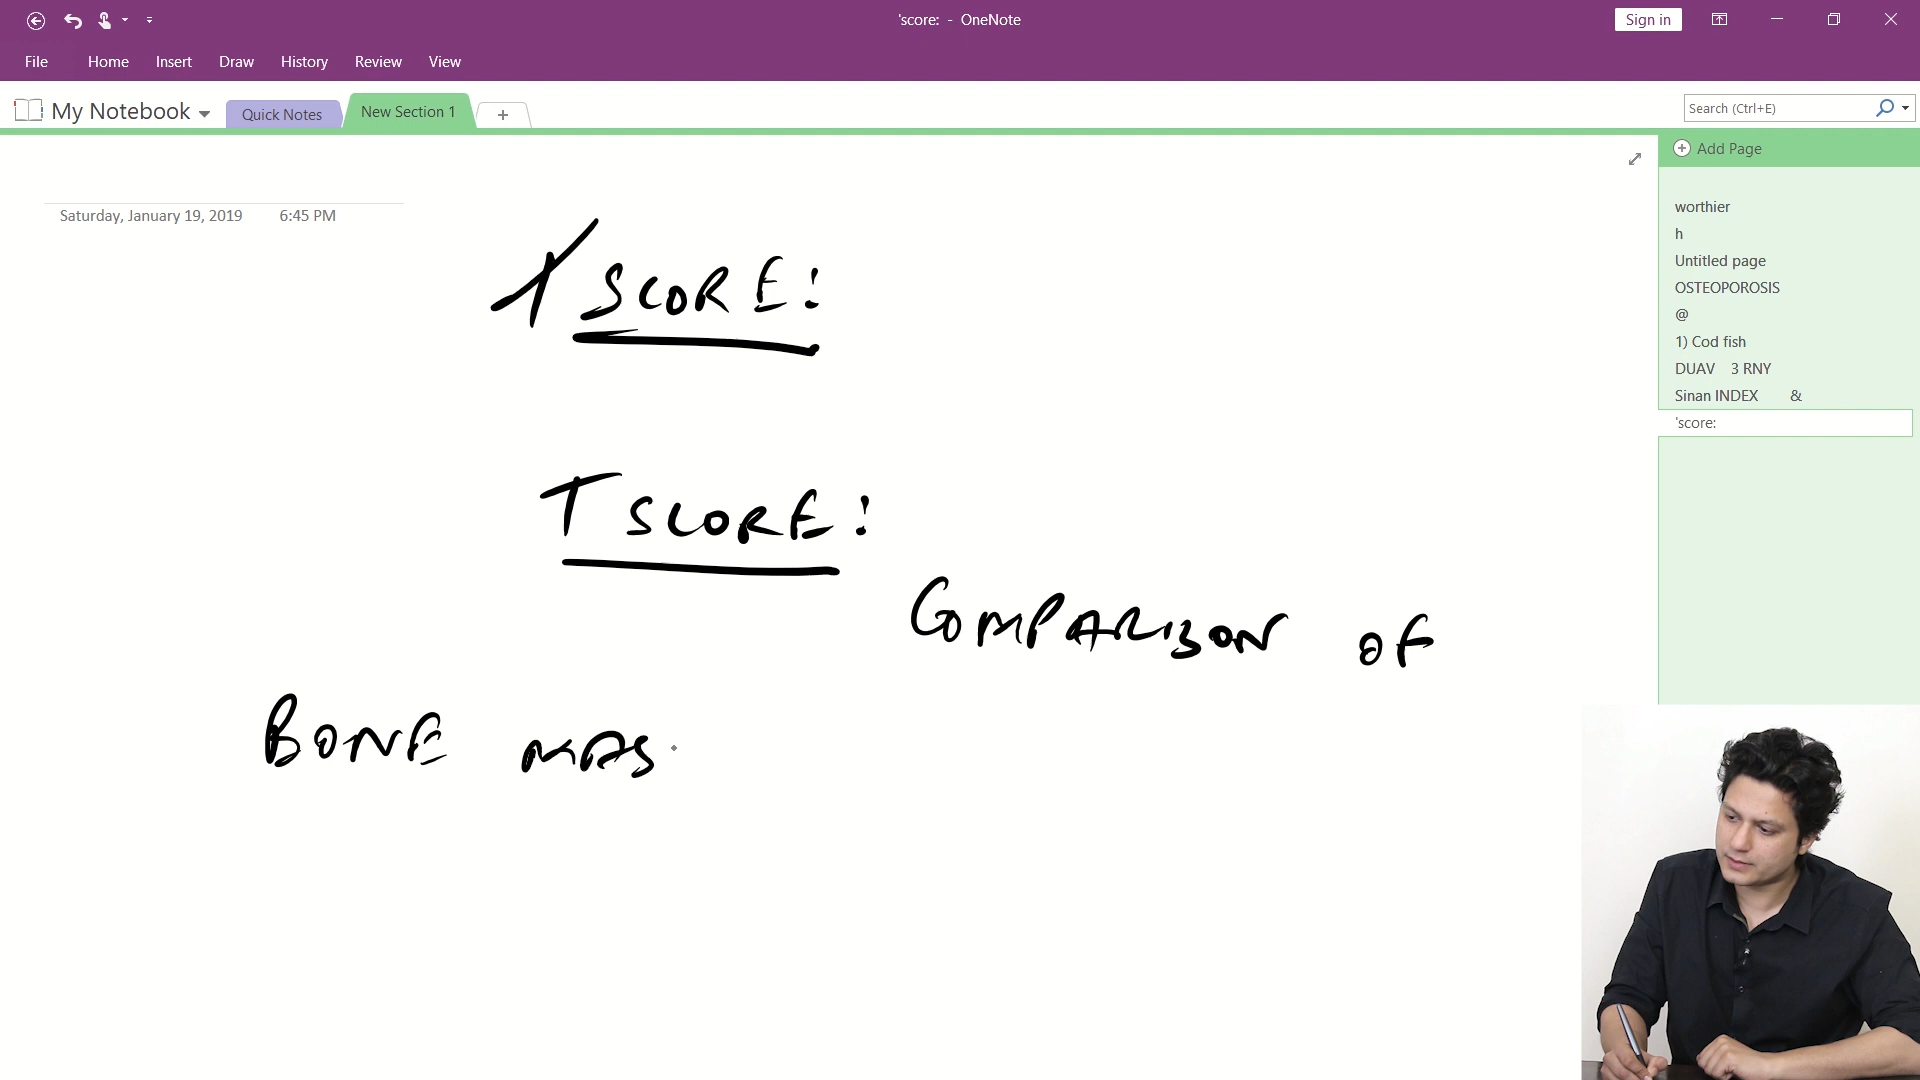 'score: - OneNote
Sign in
File Home Insert Draw History Review View
My Notebook Quick Notes New Section 1 +
Search (Ctrl+E)
Add Page
Saturday, January 19, 2019 6:45 PM
worthier
h
Untitled page
OSTEOPOROSIS
@
1) Cod fish
DUAV 3 RNY
Sinan INDEX &
'score:
SCORE:
T SCORE:
COMPARISON OF
BONE MAS